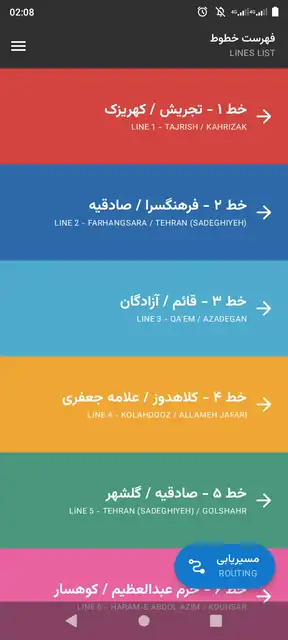 02:08
فهرست خطوط
LINES LIST
خط ۱ - تجریش / کهریزک
LINE 1 - TAJRISH / KAHRIZAK
خط ۲ - فرهنگسرا / صادقیه
LINE 2 - FARHANGSARA / TEHRAN (SADEGHIYEH)
خط ۳ - قائم / آزادگان
LINE 3 - QA'EM / AZADEGAN
خط ۴ - کلاهدوز / علامه جعفری
LINE 4 - KOLAHDOOZ / ALLAMEH JAFARI
خط ۵ - صادقیه / گلشهر
LINE 5 - TEHRAN (SADEGHIYEH) / GOLSHAHR
خط ۶ - حرم عبدالعظیم / کوهسار
LINE 6 - HARAM-E ABDOL AZIM / KOUHSAR
مسیریابی
ROUTING